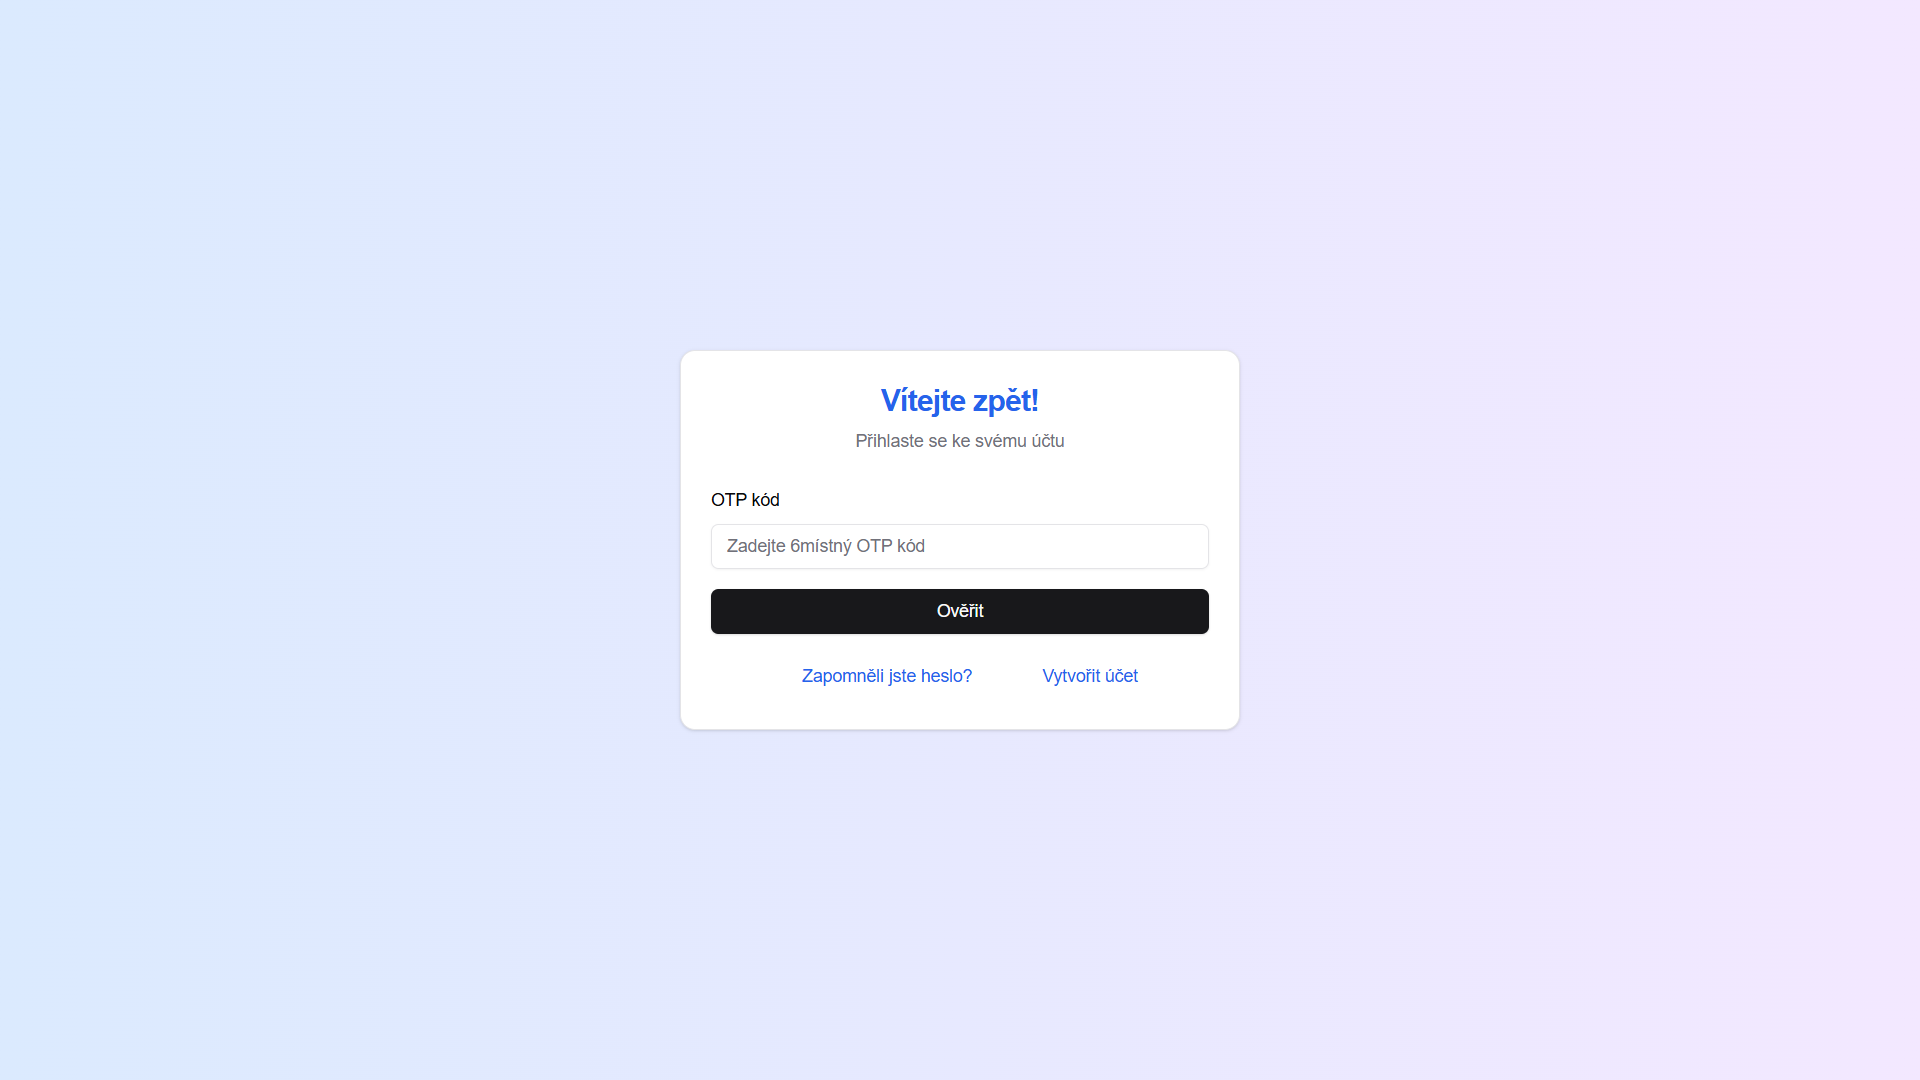 Vítejte zpět!
Přihlaste se ke svému účtu
OTP kód
Zadejte 6místný OTP kód
Ověřit
Zapomněli jste heslo?
Vytvořit účet